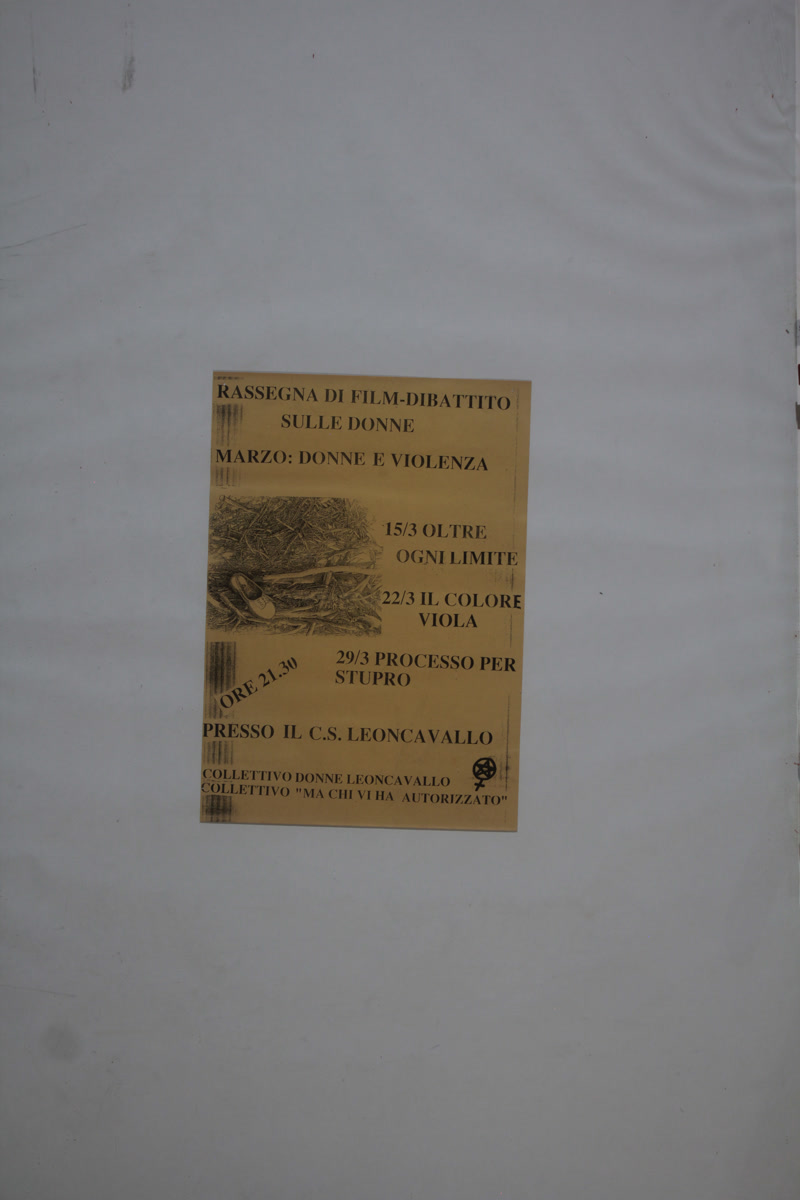 RASSEGNA DI FILM-DIBATTITO
SULLE DONNE
MARZO: DONNE E VIOLENZA
15/3 OLTRE
OGNI LIMITE
22/3 IL COLORE
VIOLA
29/3 PROCESSO PER
STUPRO
ORE 21.30
PRESSO IL C.S. LEONCAVALLO
COLLETTIVO DONNE LEONCAVALLO
COLLETTIVO "MA CHI VI HA AUTORIZZATO"